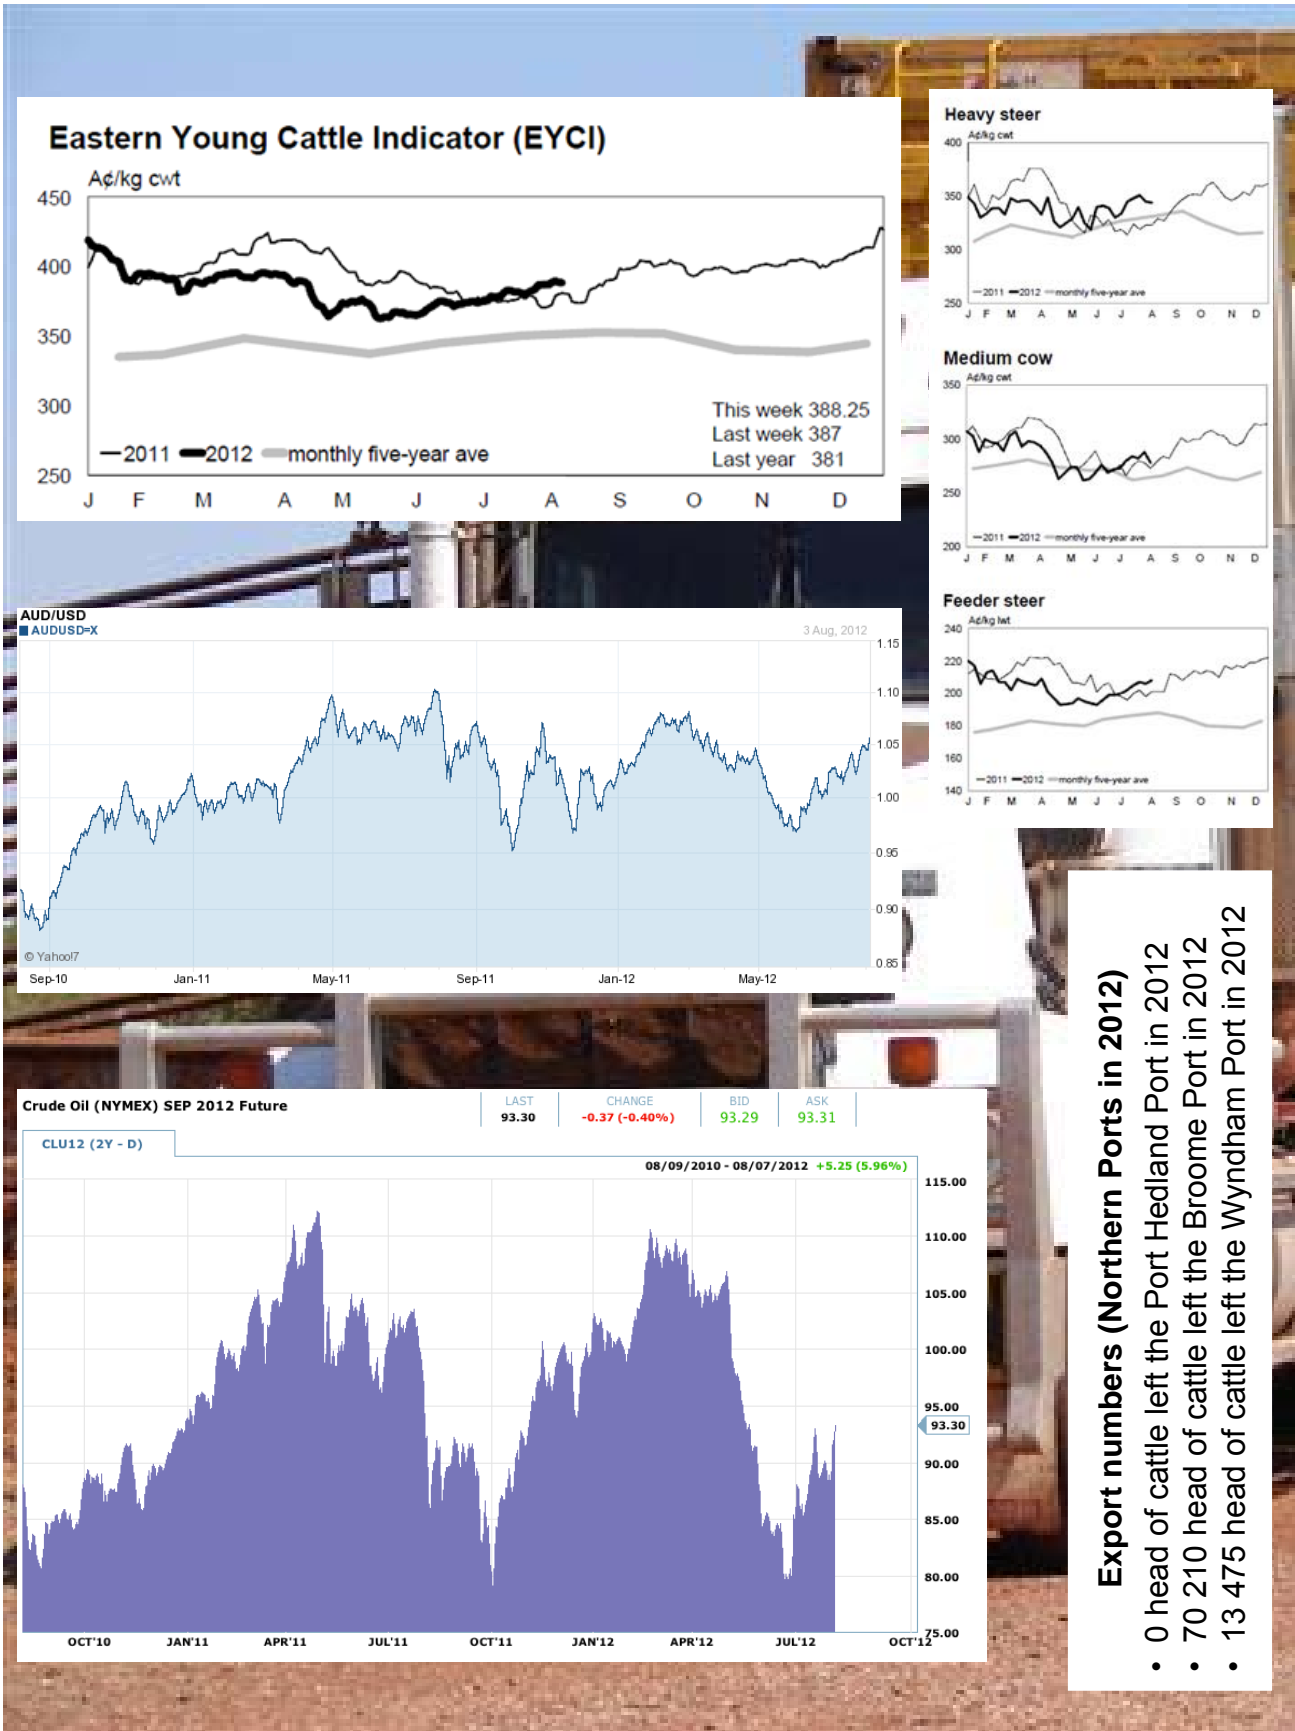 Eastern Young Cattle Indicator (EYCI)
A¢/kg cwt
450
400
350
300
250
This week 388.25
Last week 387
Last year 381
2011 2012 monthly five-year ave
J F M A M J J A S O N D
Heavy steer
A¢/kg cwt
400
350
300
250
2011 2012 monthly five-year ave
J F M A M J J A S O N D
Medium cow
A¢/kg cwt
350
300
250
200
2011 2012 monthly five-year ave
J F M A M J J A S O N D
Feeder steer
A¢/kg lwt
240
220
200
180
160
140
2011 2012 monthly five-year ave
J F M A M J J A S O N D
AUD/USD
AUDUSD=X
3 Aug, 2012
1.15
1.10
1.05
1.00
0.95
0.90
0.85
© Yahoo!7
Sep-10 Jan-11 May-11 Sep-11 Jan-12 May-12
Crude Oil (NYMEX) SEP 2012 Future
LAST CHANGE BID ASK
93.30 -0.37 (-0.40%) 93.29 93.31
CLU12 (2Y - D)
08/09/2010 - 08/07/2012 +5.25 (5.96%)
115.00
110.00
105.00
100.00
95.00
93.30
90.00
85.00
80.00
75.00
OCT'10 JAN'11 APR'11 JUL'11 OCT'11 JAN'12 APR'12 JUL'12 OCT'12
Export numbers (Northern Ports in 2012)
• 0 head of cattle left the Port Hedland Port in 2012
• 70 210 head of cattle left the Broome Port in 2012
• 13 475 head of cattle left the Wyndham Port in 2012